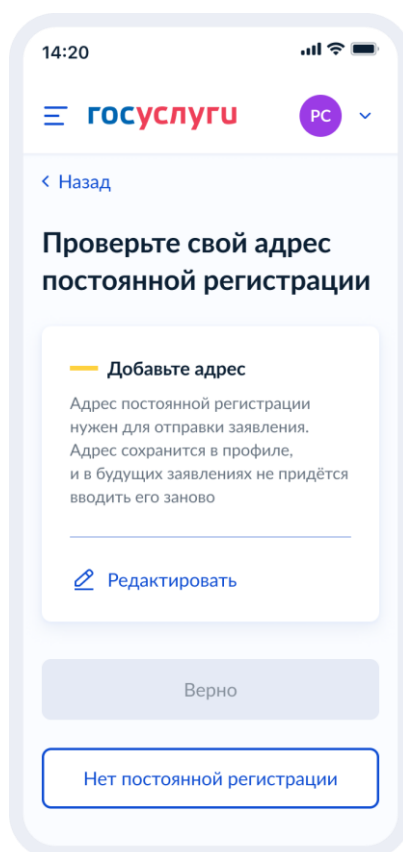 14:20
госуслуги
РС
Назад
Проверьте свой адрес
постоянной регистрации
Добавьте адрес
Адрес постоянной регистрации
нужен для отправки заявления.
Адрес сохранится в профиле,
и в будущих заявлениях не придётся
вводить его заново
Редактировать
Верно
Нет постоянной регистрации